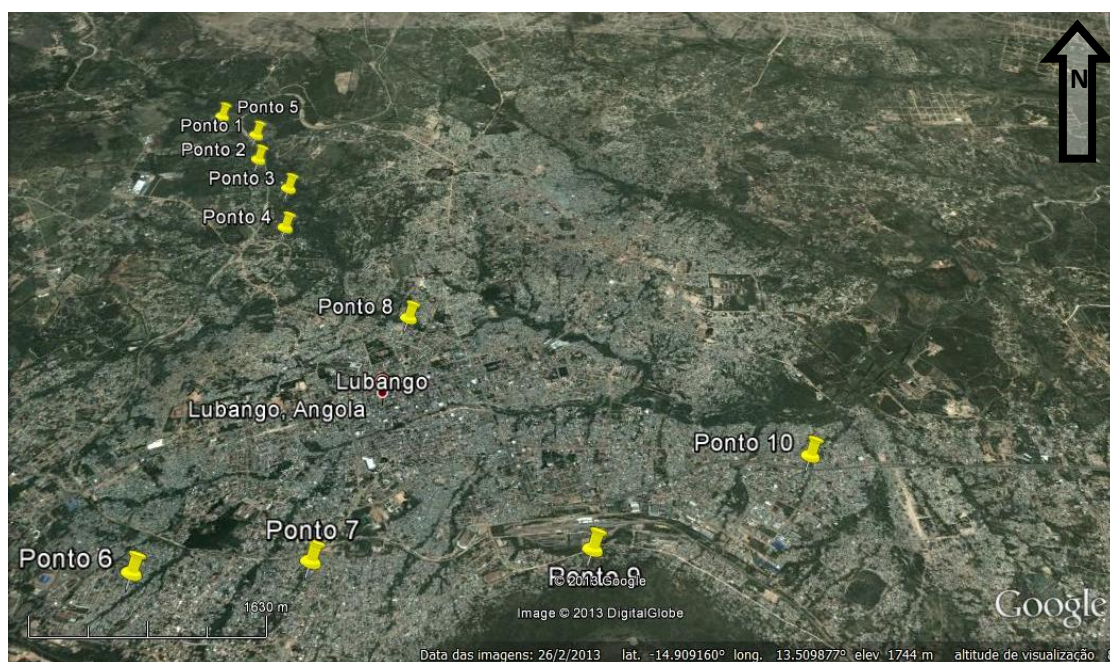 N
Ponto 5
Ponto 1
Ponto 2
Ponto 3
Ponto 4
Ponto 8
Lubango
Lubango, Angola
Ponto 10
Ponto 7
Ponto 6
Ponto 9
© 2013 Google
1630 m
Image © 2013 DigitalGlobe
Google
Data das imagens: 26/2/2013 lat. -14.909160° long. 13.509877° elev 1744 m altitude de visualização